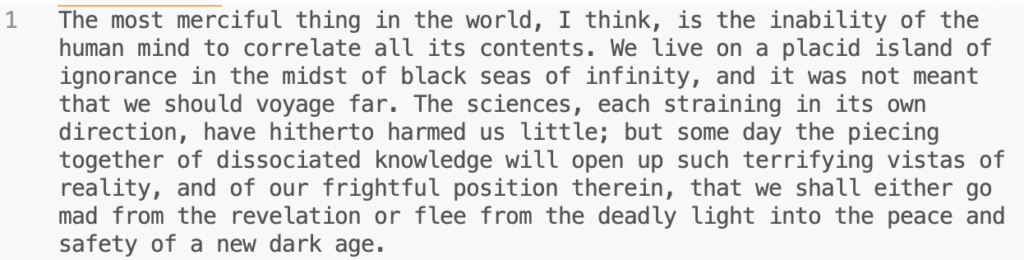 1 The most merciful thing in the world, I think, is the inability of the
human mind to correlate all its contents. We live on a placid island of
ignorance in the midst of black seas of infinity, and it was not meant
that we should voyage far. The sciences, each straining in its own
direction, have hitherto harmed us little; but some day the piecing
together of dissociated knowledge will open up such terrifying vistas of
reality, and of our frightful position therein, that we shall either go
mad from the revelation or flee from the deadly light into the peace and
safety of a new dark age.